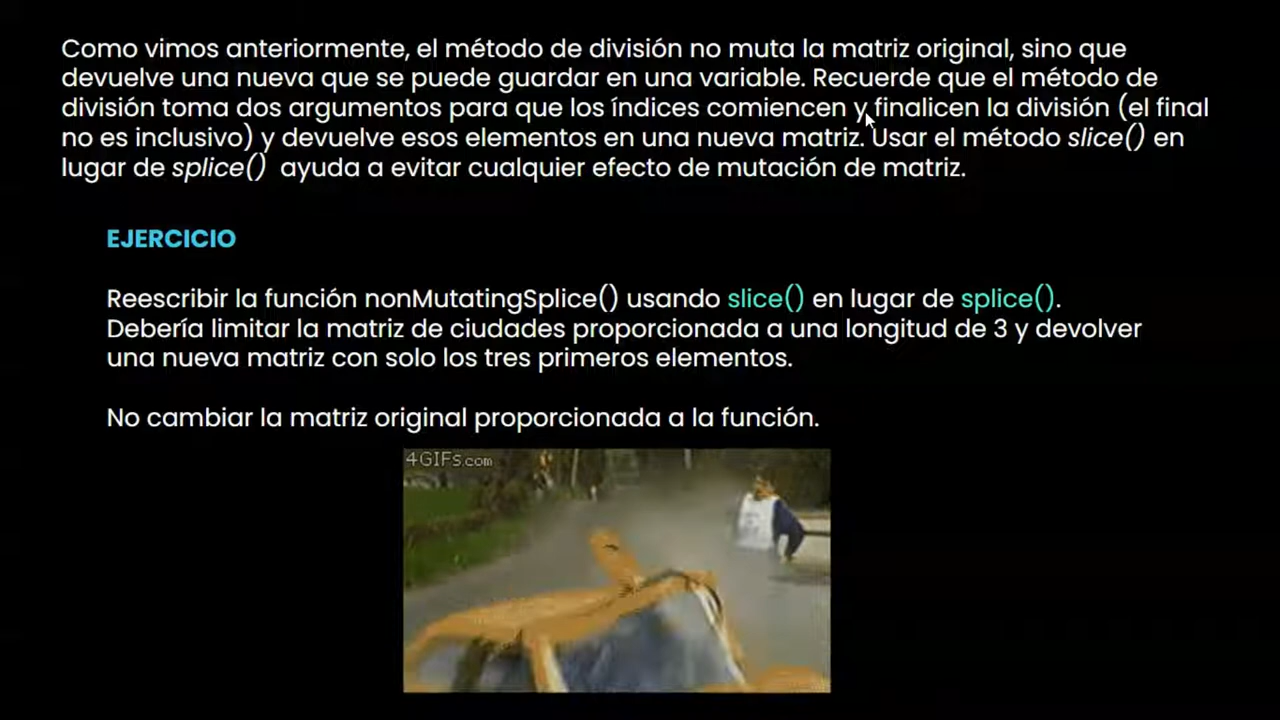 Como vimos anteriormente, el método de división no muta la matriz original, sino que
devuelve una nueva que se puede guardar en una variable. Recuerde que el método de
división toma dos argumentos para que los índices comiencen y finalicen la división (el final
no es inclusivo) y devuelve esos elementos en una nueva matriz. Usar el método slice() en
lugar de splice() ayuda a evitar cualquier efecto de mutación de matriz.
EJERCICIO
Reescribir la función nonMutatingSplice() usando slice() en lugar de splice().
Debería limitar la matriz de ciudades proporcionada a una longitud de 3 y devolver
una nueva matriz con solo los tres primeros elementos.
No cambiar la matriz original proporcionada a la función.
4GIFs.com